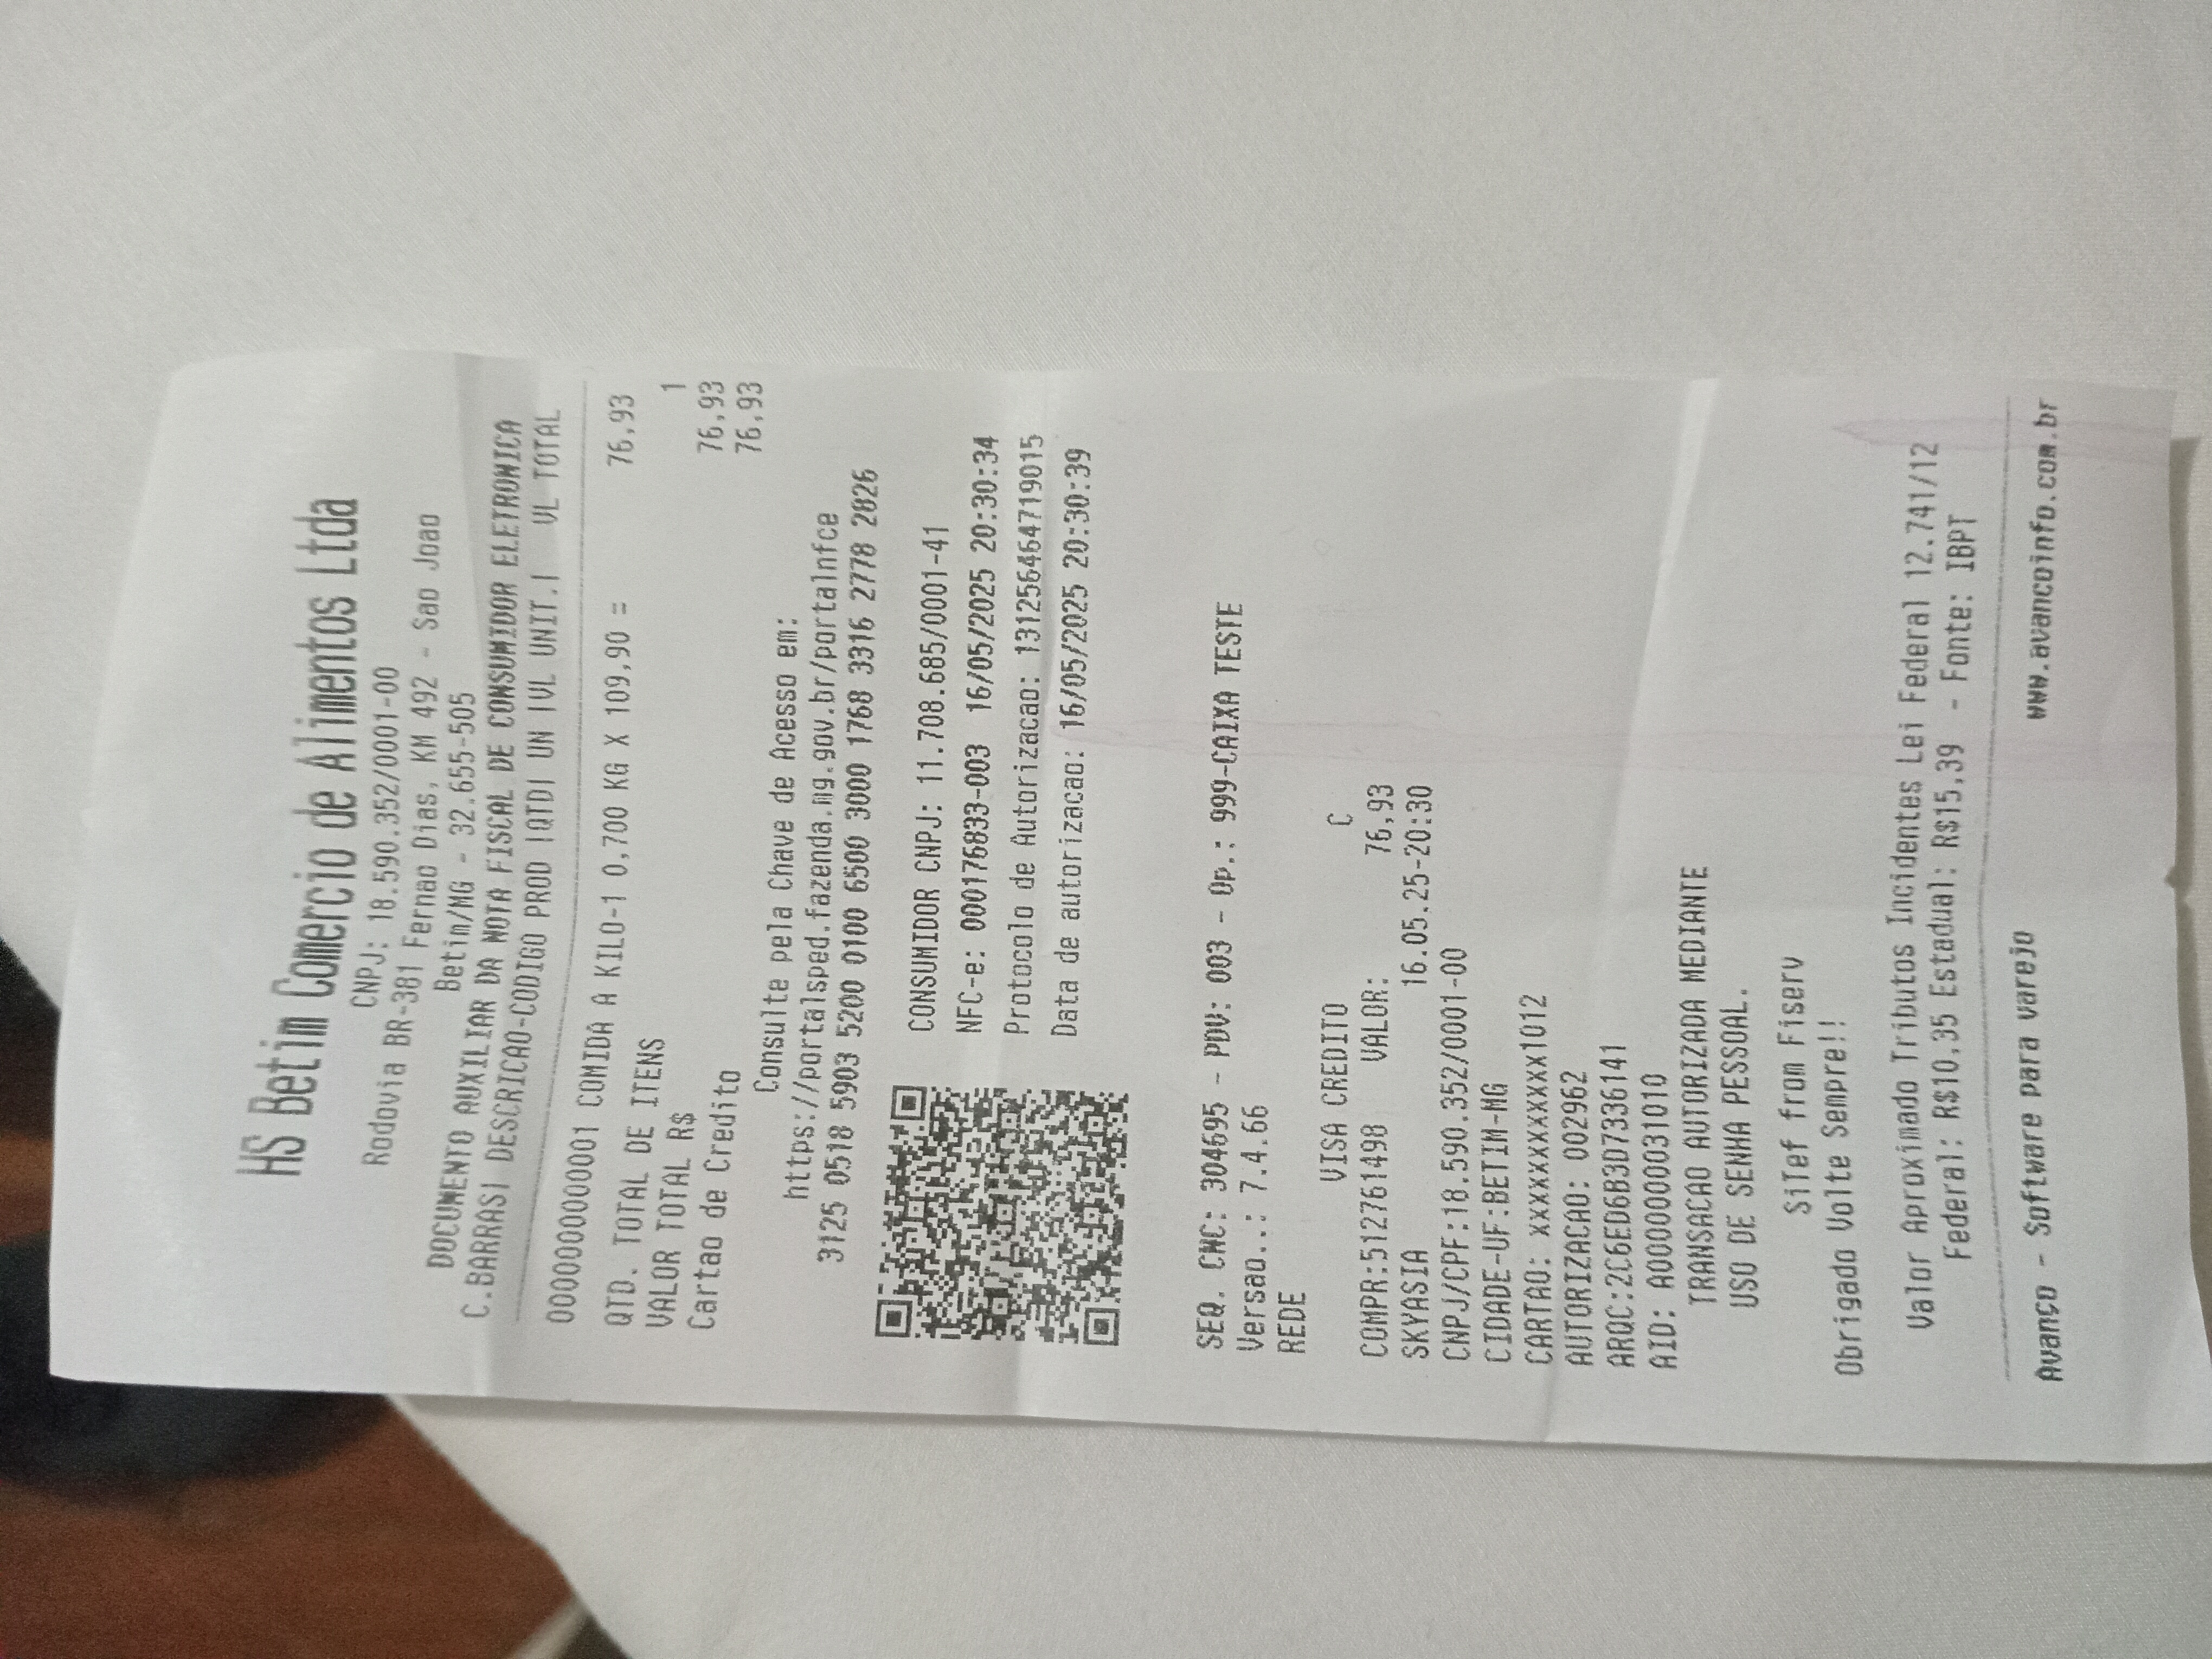 HS Betim Comercio de Alimentos Ltda
CNPJ: 18.590.352/0001-00
Rodovia BR-381 Fernao Dias, KM 492 - Sao Joao
Betim/MG - 32.655-505
DOCUMENTO AUXILIAR DA NOTA FISCAL DE CONSUMIDOR ELETRONICA
C.BARRAS| DESCRICAO-CODIGO PROD |QTD| UN |VL UNIT.| VL TOTAL
00000000000001 COMIDA A KILO-1 0,700 KG X 109,90 = 76,93
QTD. TOTAL DE ITENS 1
VALOR TOTAL R$ 76,93
Cartao de Credito 76,93
Consulte pela Chave de Acesso em:
https://portalsped.fazenda.mg.gov.br/portalnfce
3125 0518 5903 5200 0100 6500 3000 1768 3316 2778 2826
CONSUMIDOR CNPJ: 11.708.685/0001-41
NFC-e: 000176833-003 16/05/2025 20:30:34
Protocolo de Autorizacao: 131256464719015
Data de autorizacao: 16/05/2025 20:30:39
SEQ. CNC: 304695 - PDV: 003 - Op.: 999-CAIXA TESTE
Versao..: 7.4.66
REDE
VISA CREDITO C
COMPR:512761498 VALOR: 76,93
SKYASIA 16.05.25-20:30
CNPJ/CPF:18.590.352/0001-00
CIDADE-UF:BETIM-MG
CARTAO: xxxxxxxxxxxx1012
AUTORIZACAO: 002962
ARQC:2C6ED6B3D7336141
AID: A0000000031010
TRANSACAO AUTORIZADA MEDIANTE
USO DE SENHA PESSOAL.
SiTef from Fiserv
Obrigado Volte Sempre!!
Valor Aproximado Tributos Incidentes Lei Federal 12.741/12
Federal: R$10,35 Estadual: R$15,39 - Fonte: IBPT
Avanço - Software para varejo www.avancoinfo.com.br